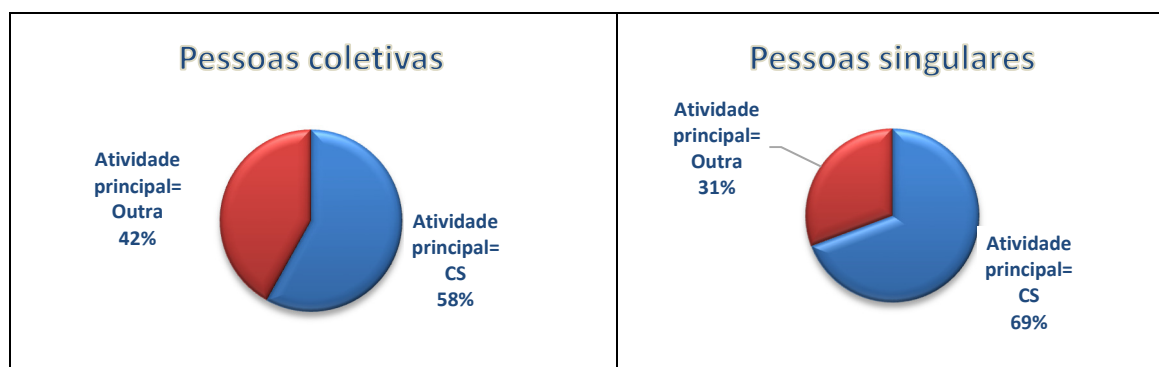 Pessoas coletivas
Atividade
principal=
Outra
42%
Atividade
principal=
CS
58%
Pessoas singulares
Atividade
principal=
Outra
31%
Atividade
principal=
CS
69%